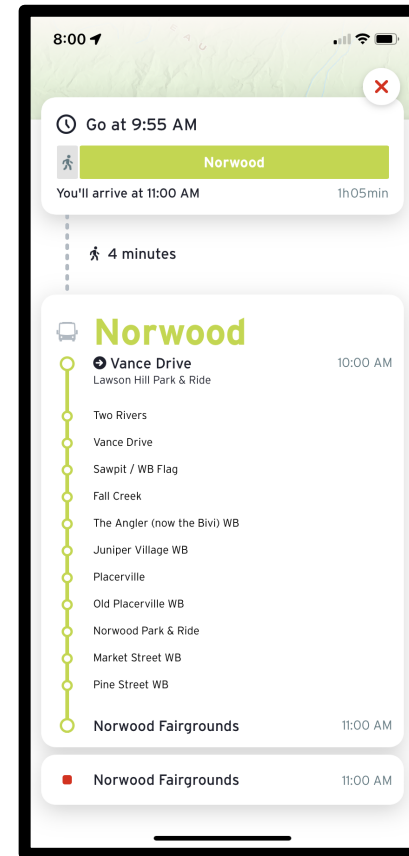 8:00
Go at 9:55 AM
Norwood
You'll arrive at 11:00 AM 1h05min
4 minutes
Norwood
Vance Drive 10:00 AM
Lawson Hill Park & Ride
Two Rivers
Vance Drive
Sawpit / WB Flag
Fall Creek
The Angler (now the Bivi) WB
Juniper Village WB
Placerville
Old Placerville WB
Norwood Park & Ride
Market Street WB
Pine Street WB
Norwood Fairgrounds 11:00 AM
Norwood Fairgrounds 11:00 AM